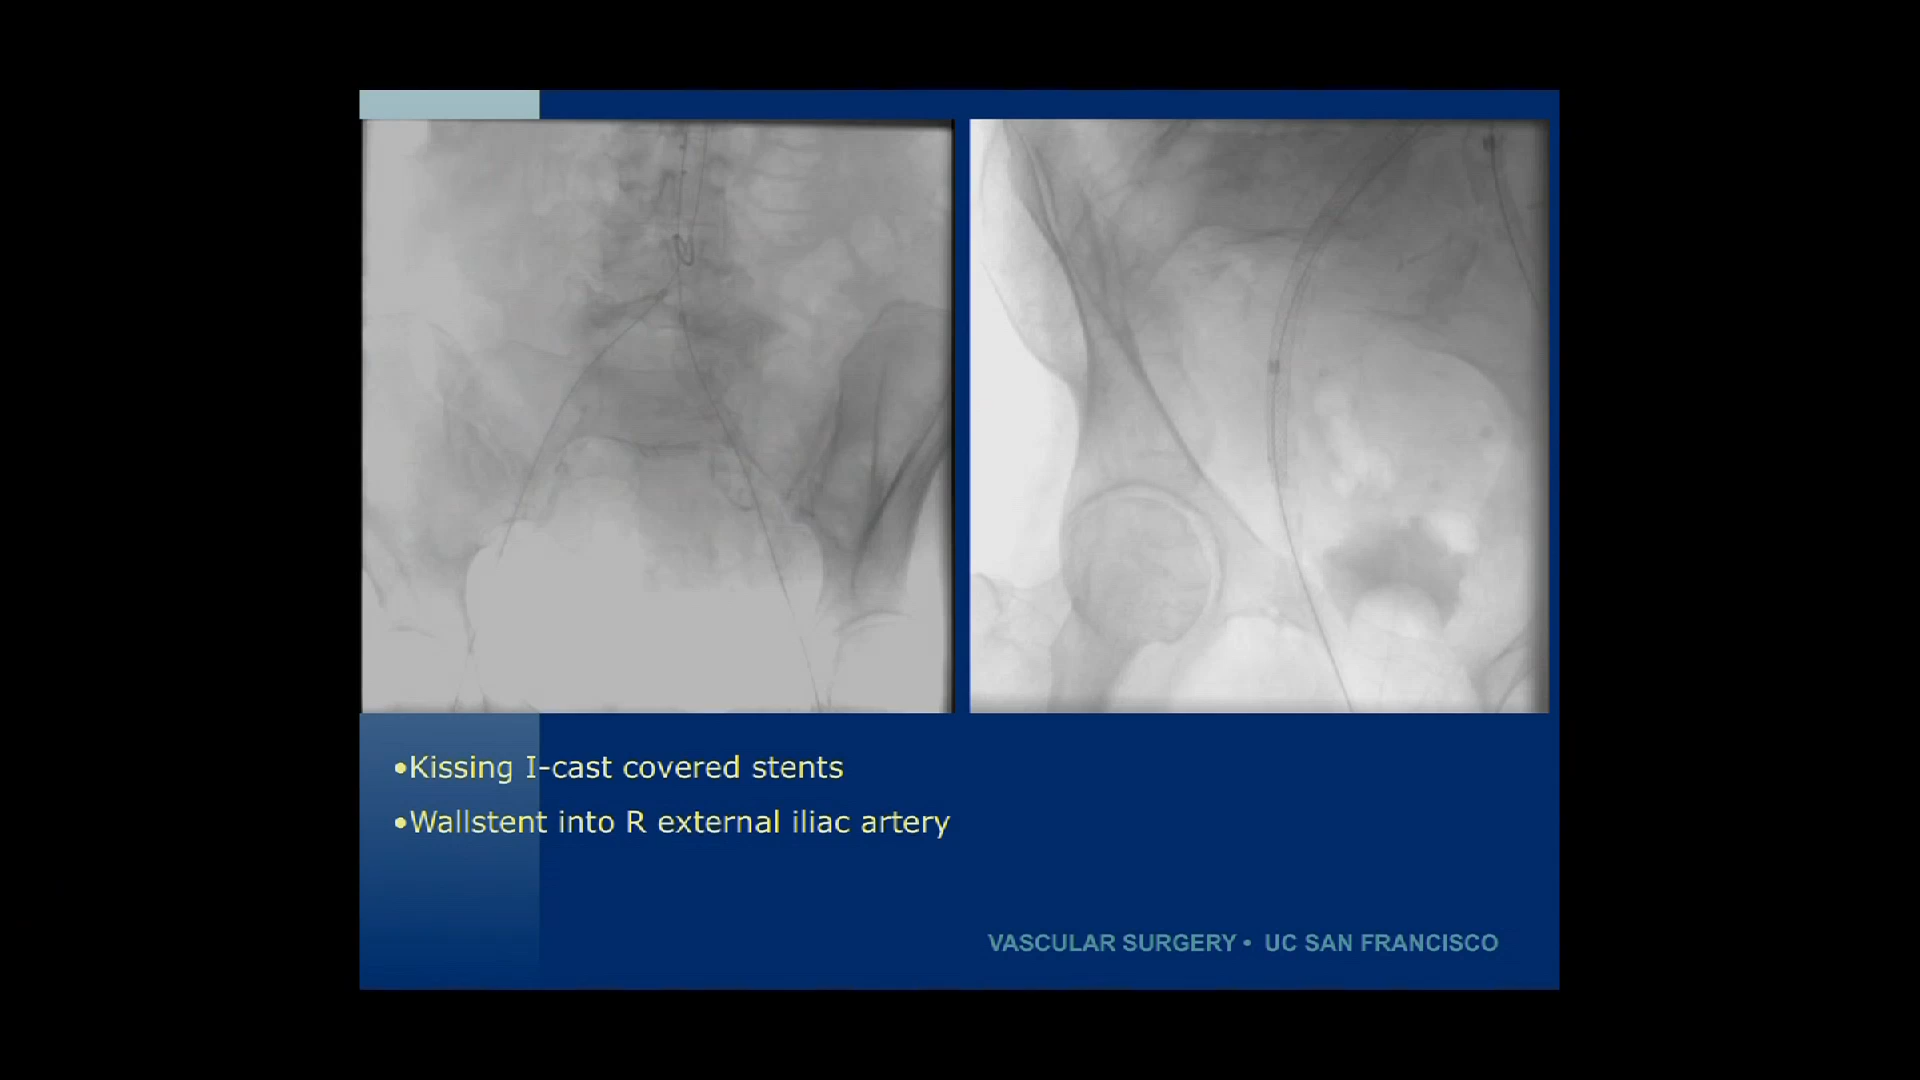 •Kissing I-cast covered stents
•Wallstent into R external iliac artery
VASCULAR SURGERY • UC SAN FRANCISCO